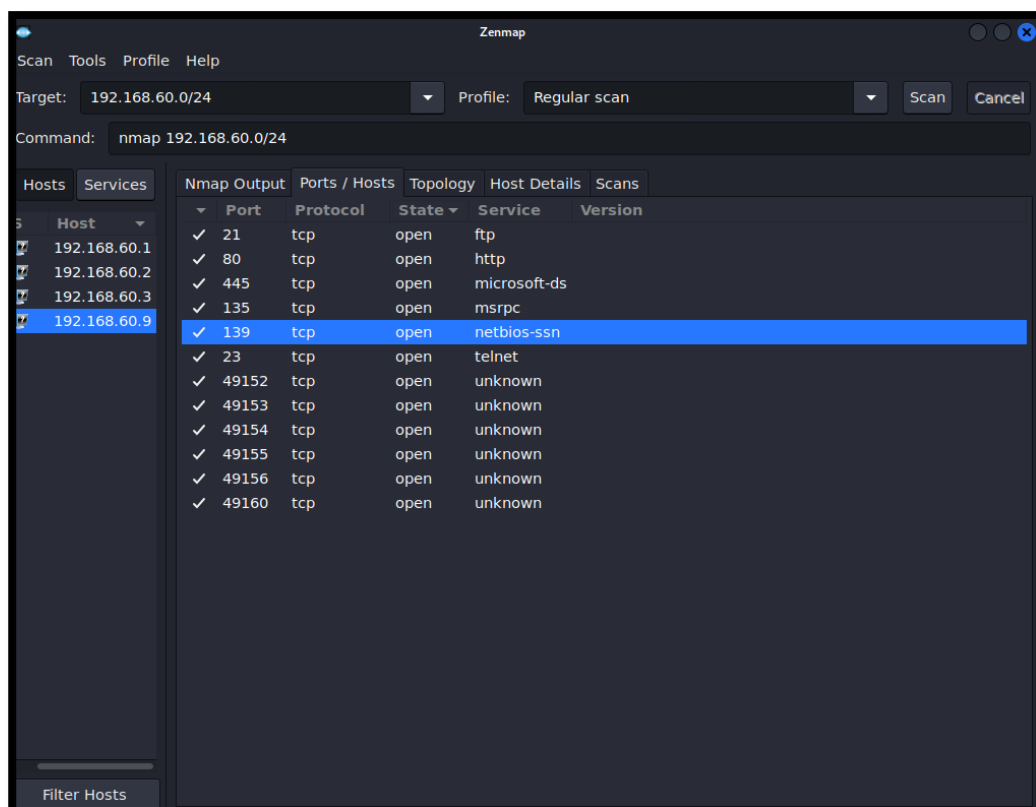 Zenmap
Scan Tools Profile Help
Target: 192.168.60.0/24 Profile: Regular scan Scan Cancel
Command: nmap 192.168.60.0/24
Hosts Services Nmap Output Ports / Hosts Topology Host Details Scans
S Host Port Protocol State Service Version
192.168.60.1
192.168.60.2
192.168.60.3
192.168.60.9
21 tcp open ftp
80 tcp open http
445 tcp open microsoft-ds
135 tcp open msrpc
139 tcp open netbios-ssn
23 tcp open telnet
49152 tcp open unknown
49153 tcp open unknown
49154 tcp open unknown
49155 tcp open unknown
49156 tcp open unknown
49160 tcp open unknown
Filter Hosts